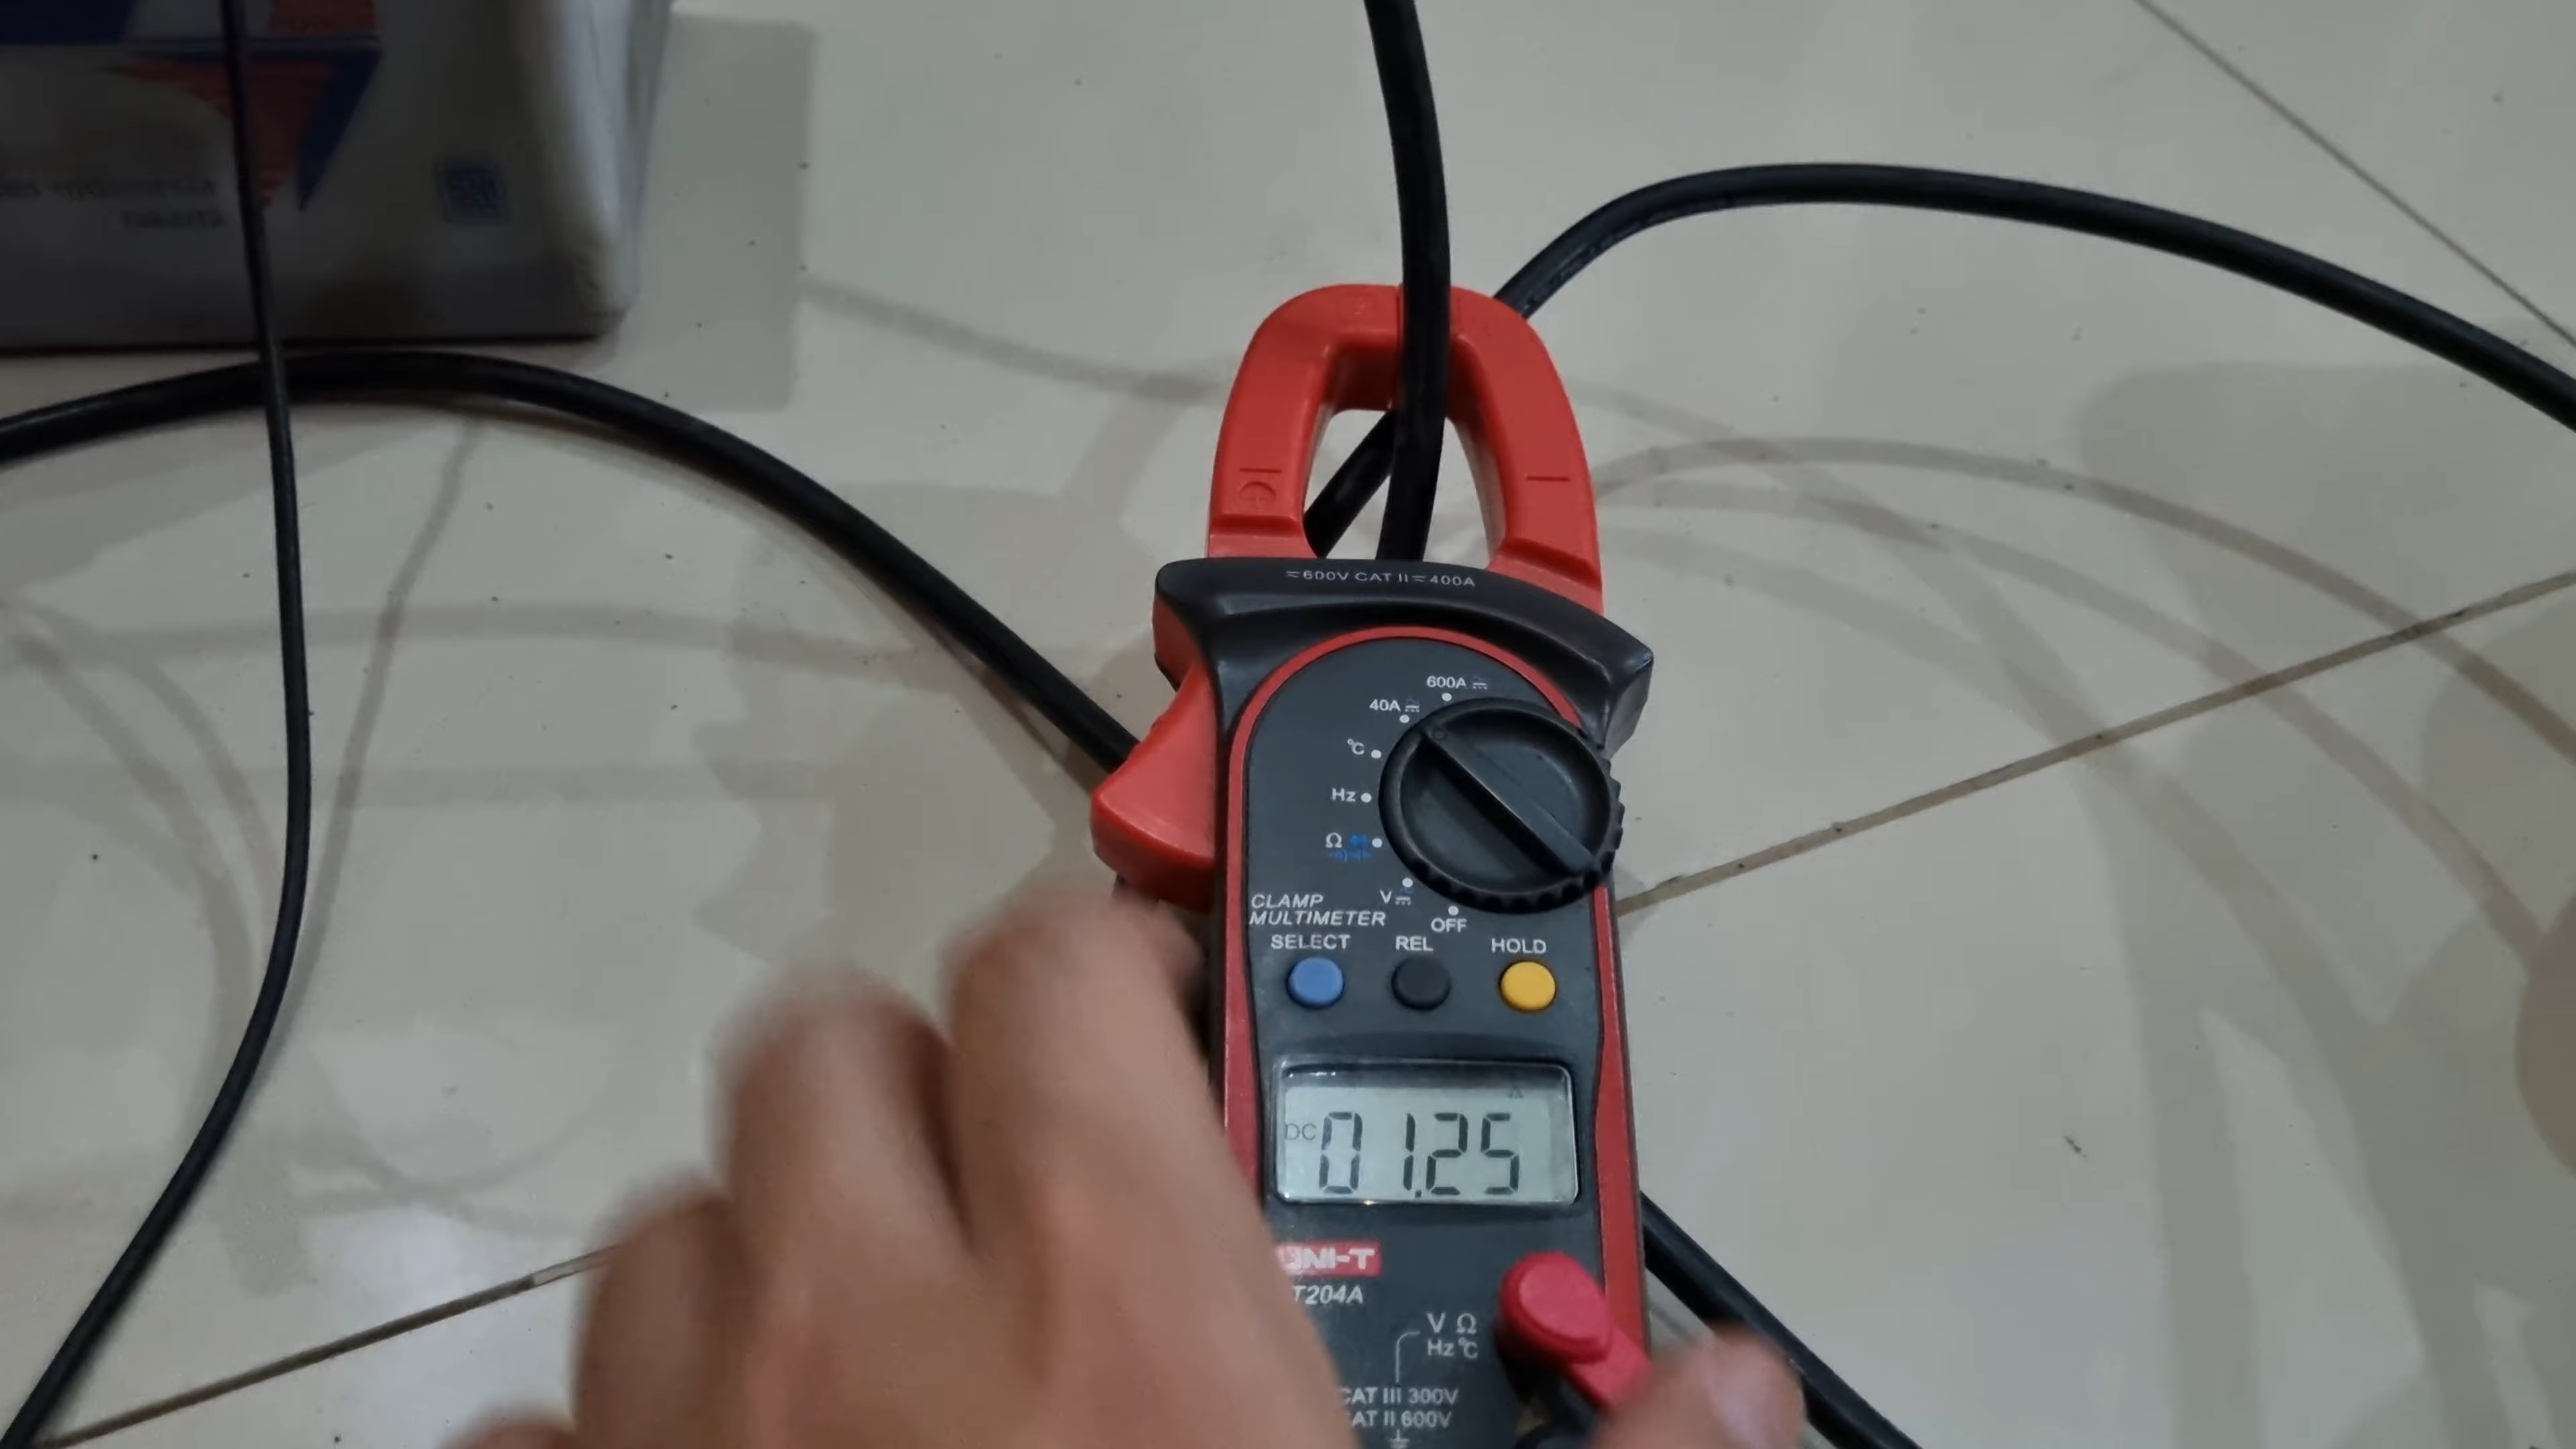 ≂600V CAT II≂400A
600A
40A
℃
Hz
Ω
V
OFF
CLAMP
MULTIMETER
SELECT REL HOLD
DC 01.25
UNI-T
T204A
V Ω
Hz ℃
CAT III 300V
CAT II 600V